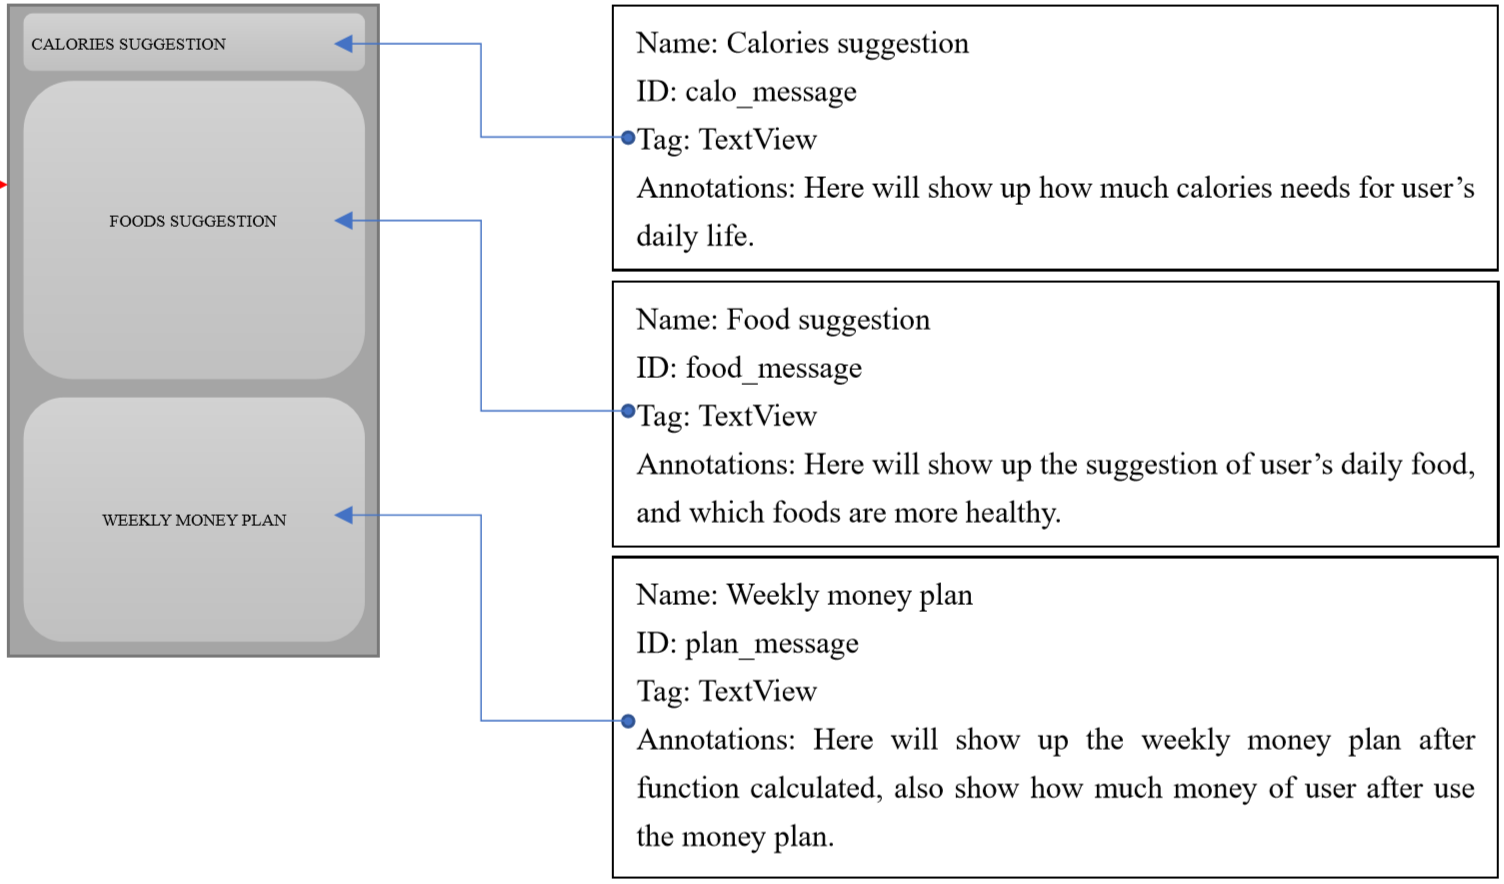 CALORIES SUGGESTION
FOODS SUGGESTION
WEEKLY MONEY PLAN
Name: Calories suggestion
ID: calo_message
Tag: TextView
Annotations: Here will show up how much calories needs for user’s
daily life.
Name: Food suggestion
ID: food_message
Tag: TextView
Annotations: Here will show up the suggestion of user’s daily food,
and which foods are more healthy.
Name: Weekly money plan
ID: plan_message
Tag: TextView
Annotations: Here will show up the weekly money plan after
function calculated, also show how much money of user after use
the money plan.